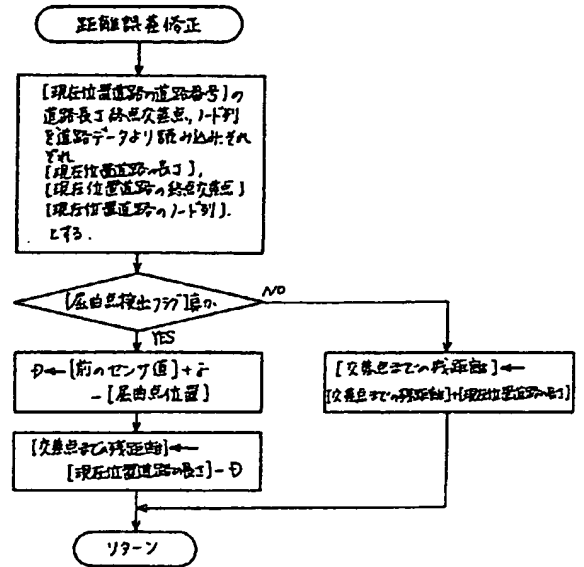 距離誤差修正
[現在位置道路の道路番号]の
道路長さ終点交差点,ノード列
を道路データより読み込みそれ
ぞれ
[現在位置道路の長さ],
[現在位置道路の終点交差点]
[現在位置道路のノード列].
とする.
[屈曲点検出フラグ]真か
NO
YES
D←[前のセンサ値]+
-[屈曲点位置]
[交差点までの残距離]←
[交差点までの残距離]+[現在位置道路の長さ]
[交差点までの残距離]←
[現在位置道路の長さ]-D
リターン